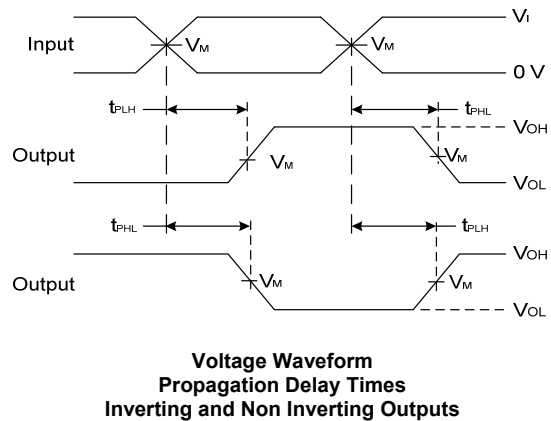 VI
Input
VM
VM
0 V
tPLH
tPHL
VOH
Output
VM
VM
VOL
tPHL
tPLH
VOH
Output
VM
VM
VOL
Voltage Waveform
Propagation Delay Times
Inverting and Non Inverting Outputs